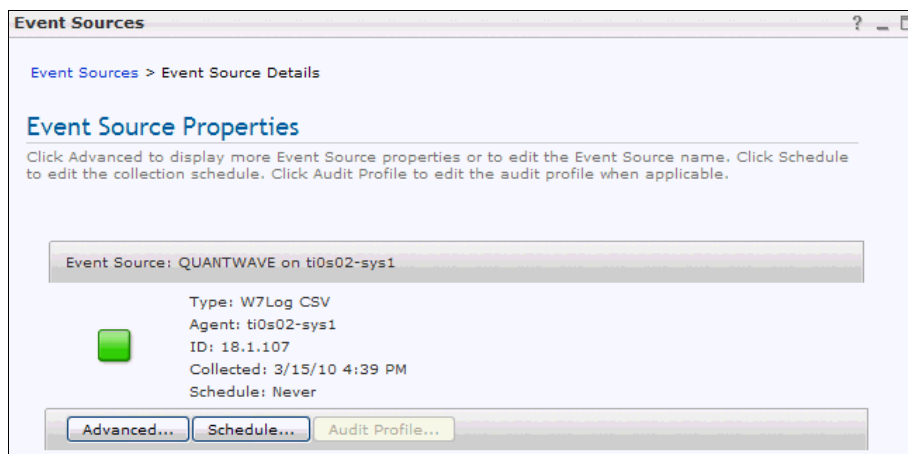 Event Sources
?
Event Sources > Event Source Details
Event Source Properties
Click Advanced to display more Event Source properties or to edit the Event Source name. Click Schedule
to edit the collection schedule. Click Audit Profile to edit the audit profile when applicable.
Event Source: QUANTWAVE on ti0s02-sys1
Type: W7Log CSV
Agent: ti0s02-sys1
ID: 18.1.107
Collected: 3/15/10 4:39 PM
Schedule: Never
Advanced... Schedule... Audit Profile...